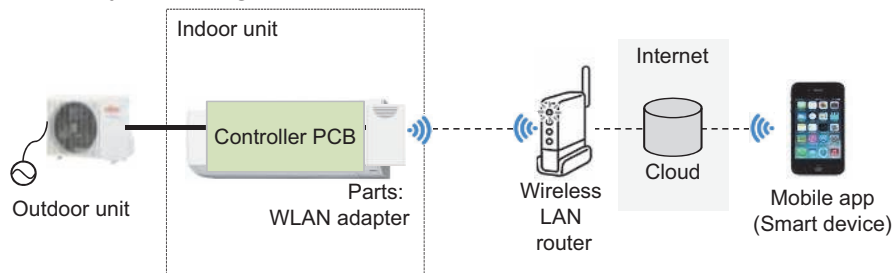 Indoor unit
Internet
Controller PCB
Cloud
Outdoor unit
Parts:
WLAN adapter
Wireless
LAN
router
Mobile app
(Smart device)